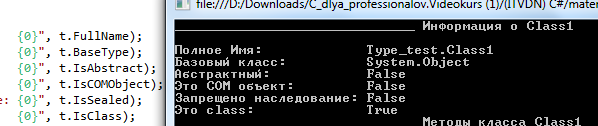 file:///D:/Downloads/C_dlya_professionalov.Videokurs (1)/(ITVDN) C#/mater
Информация о Class1
{0}", t.FullName);
{0}", t.BaseType);
{0}", t.IsAbstract);
{0}", t.IsCOMObject);
e: {0}", t.IsSealed);
{0}", t.IsClass);
Полное Имя: Type_test.Class1
Базовый класс: System.Object
Абстрактный: False
Это COM объект: False
Запрещено наследование: False
Это class: True
Методы класса Class1